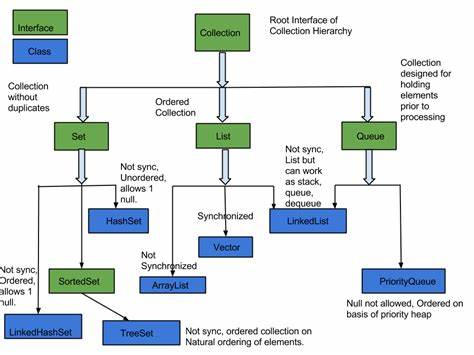 Interface
Class
Collection
Root Interface of
Collection Hierarchy
Collection
without
duplicates
Ordered
Collection
Collection
designed for
holding
elements
prior to
processing
Set
List
Queue
Not sync,
Unordered,
allows 1
null.
Not sync,
List but
can work
as stack,
queue,
dequeue
HashSet
Synchronized
LinkedList
Vector
Not
Synchronized
Not sync,
Ordered,
allows 1
null.
SortedSet
ArrayList
PriorityQueue
Null not allowed, Ordered on
basis of priority heap
LinkedHashSet
TreeSet
Not sync, ordered collection on
Natural ordering of elements.